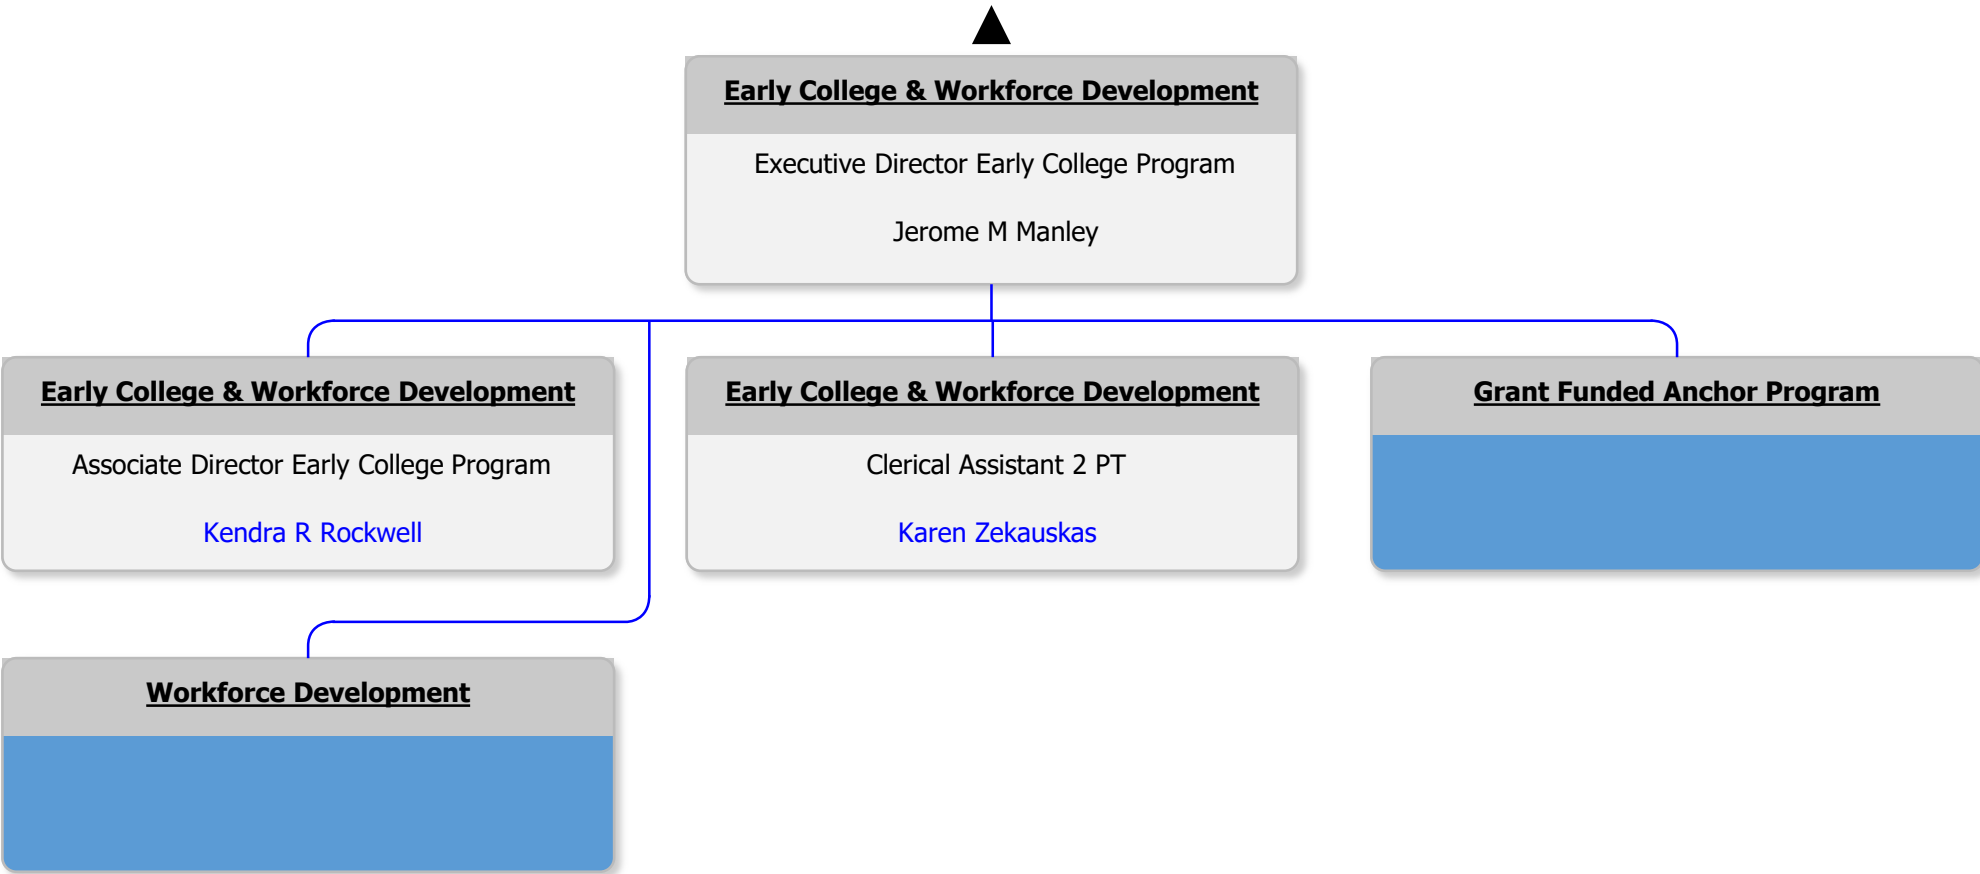 Early College & Workforce Development
Executive Director Early College Program
Jerome M Manley
Early College & Workforce Development
Associate Director Early College Program
Kendra R Rockwell
Early College & Workforce Development
Clerical Assistant 2 PT
Karen Zekauskas
Grant Funded Anchor Program
Workforce Development